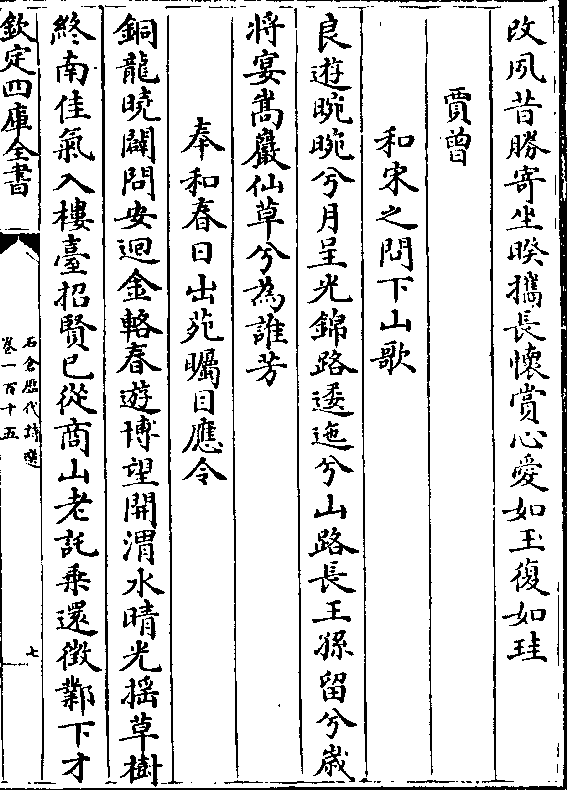 改夙昔勝寄坐暌攜長懷賞心愛如玉復如珪
賈曾
和宋之問下山歌
良遊晼晚兮月呈光錦路逶迤兮山路長王孫留兮歲
將宴嵩巖仙草兮為誰芳
奉和春日出苑矚目應令
銅龍曉闢問安迴金輅春遊博望開渭水晴光揺草樹
終南佳氣入樓臺招賢已從商山老託乗還徴鄴下才
欽定四庫全書
石倉歴代詩選
卷一百十五
七